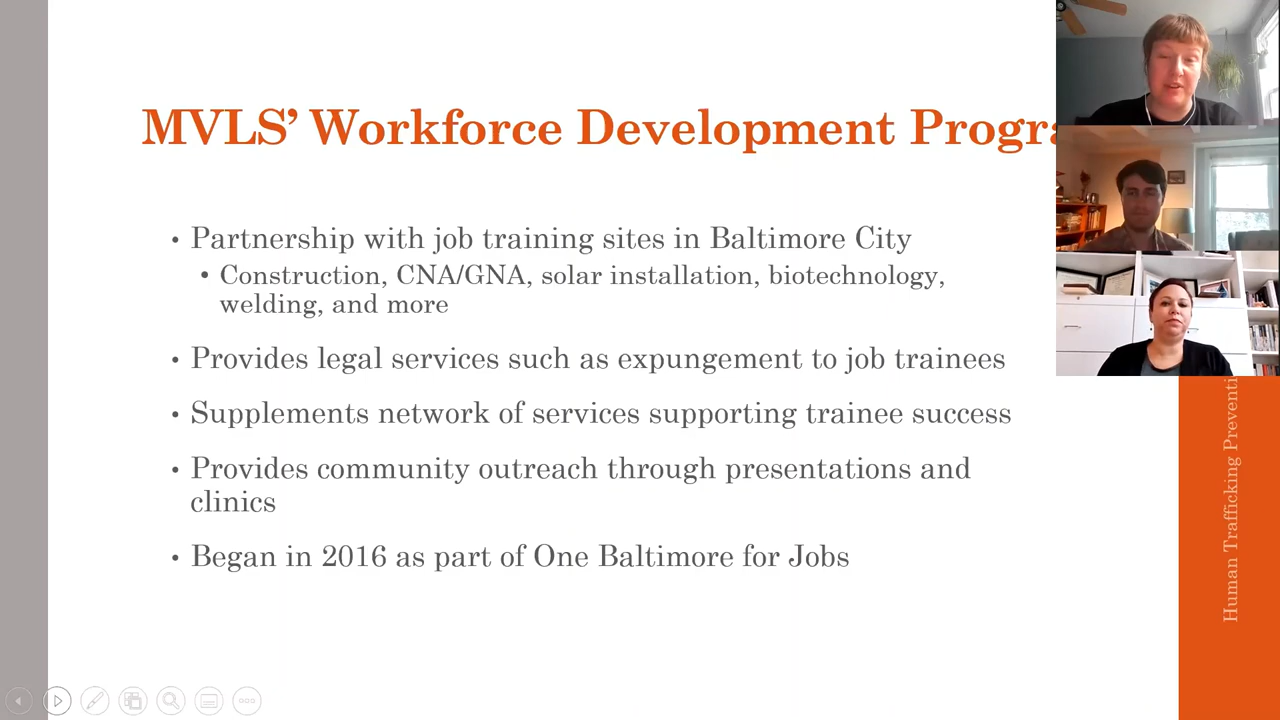 MVLS’ Workforce Development Progra
• Partnership with job training sites in Baltimore City
• Construction, CNA/GNA, solar installation, biotechnology,
welding, and more
• Provides legal services such as expungement to job trainees
• Supplements network of services supporting trainee success
• Provides community outreach through presentations and
clinics
• Began in 2016 as part of One Baltimore for Jobs
Human Trafficking Preventi